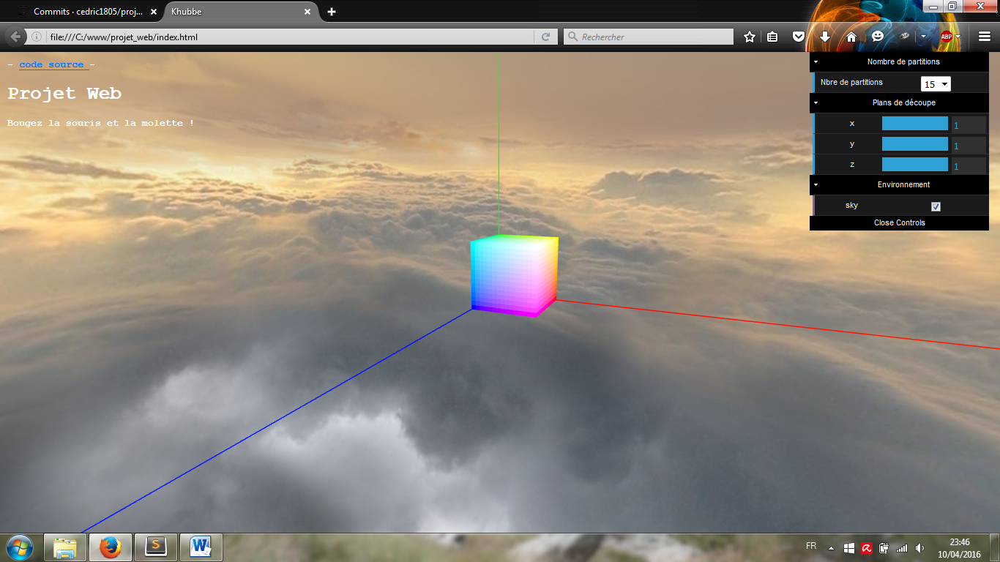 Commits · cedric1805/proj...
Khubbe
file:///C:/www/projet_web/index.html
Rechercher
ABP
- code source -
Projet Web
Bougez la souris et la molette !
Nombre de partitions
Nbre de partitions 15
Plans de découpe
x 1
y 1
z 1
Environnement
sky
Close Controls
S
W
FR
23:46
10/04/2016